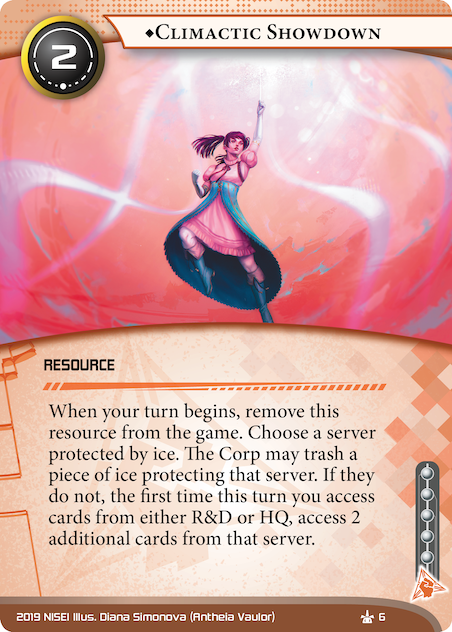 2
♦Climactic Showdown
RESOURCE
When your turn begins, remove this
resource from the game. Choose a server
protected by ice. The Corp may trash a
piece of ice protecting that server. If they
do not, the first time this turn you access
cards from either R&D or HQ, access 2
additional cards from that server.
2019 NISEI Illus. Diana Simonova (Antheia Vaulor) 6